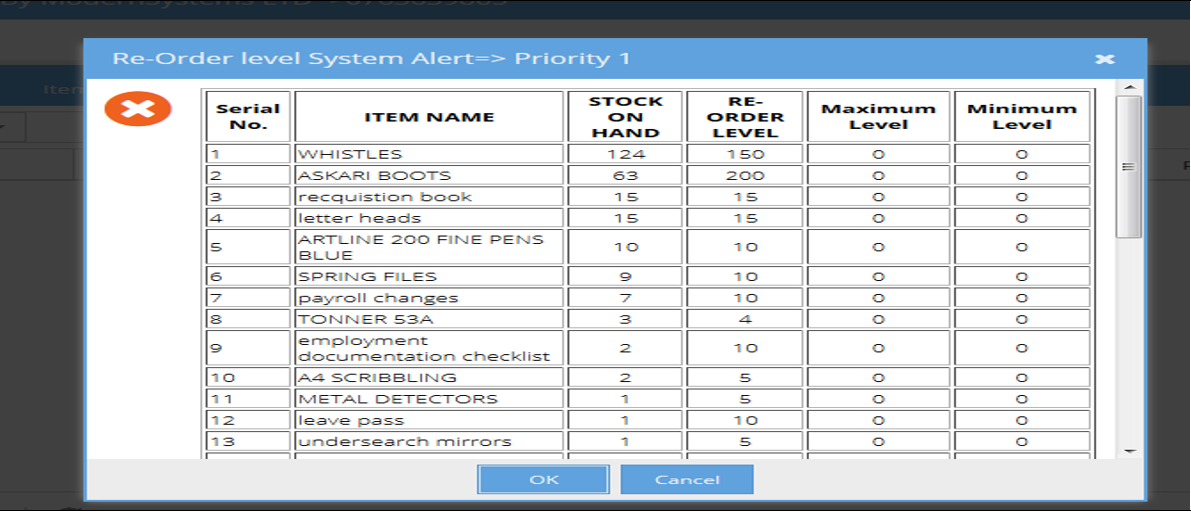 Re-Order level System Alert=> Priority 1
Serial No. ITEM NAME STOCK ON HAND RE-ORDER LEVEL Maximum Level Minimum Level
1 WHISTLES 124 150 0 0
2 ASKARI BOOTS 63 200 0 0
3 recquistion book 15 15 0 0
4 letter heads 15 15 0 0
5 ARTLINE 200 FINE PENS BLUE 10 10 0 0
6 SPRING FILES 9 10 0 0
7 payroll changes 7 10 0 0
8 TONNER 53A 3 4 0 0
9 employment documentation checklist 2 10 0 0
10 A4 SCRIBBLING 2 5 0 0
11 METAL DETECTORS 1 5 0 0
12 leave pass 1 10 0 0
13 undersearch mirrors 1 5 0 0
OK Cancel